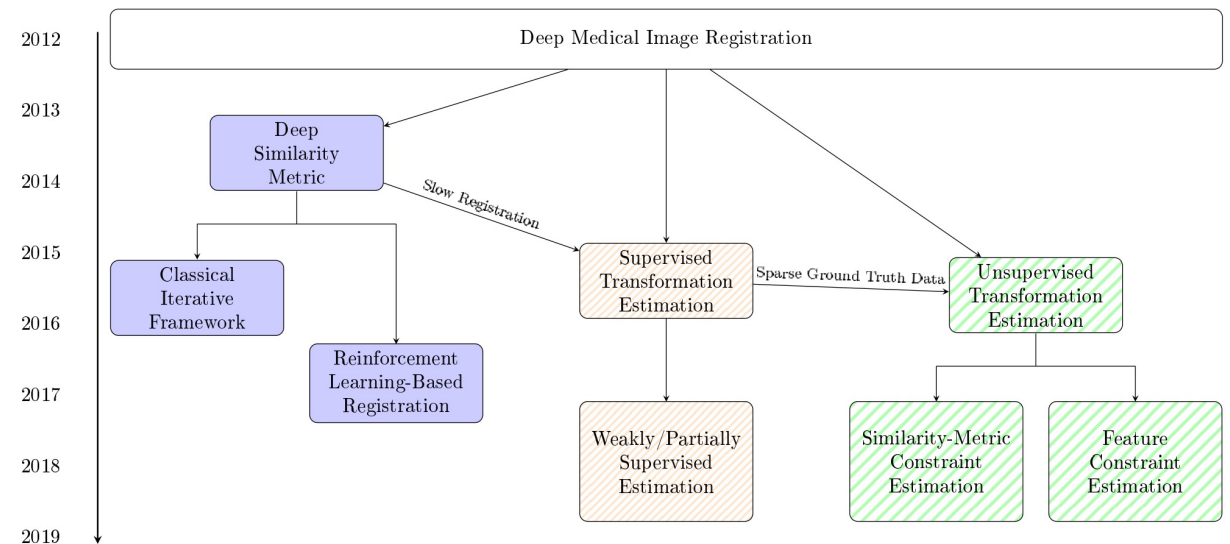 2012
Deep Medical Image Registration
2013
Deep
Similarity
Metric
2014
Slow Registration
2015
Classical
Iterative
Framework
Supervised
Transformation
Estimation
Sparse Ground Truth Data
Unsupervised
Transformation
Estimation
2016
Reinforcement
Learning-Based
Registration
2017
Weakly/Partially
Supervised
Estimation
Similarity-Metric
Constraint
Estimation
Feature
Constraint
Estimation
2018
2019